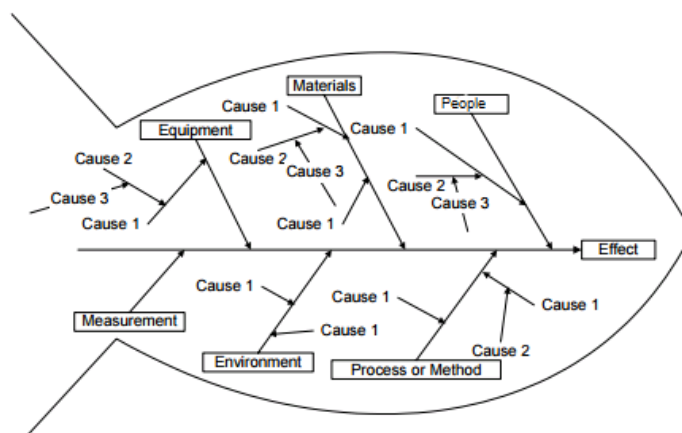 Materials
People
Cause 1
Cause 1
Equipment
Cause 2
Cause 2
Cause 3
Cause 2
Cause 3
Cause 3
Cause 1
Cause 1
Effect
Cause 1
Cause 1
Cause 1
Measurement
Cause 1
Cause 2
Environment
Process or Method